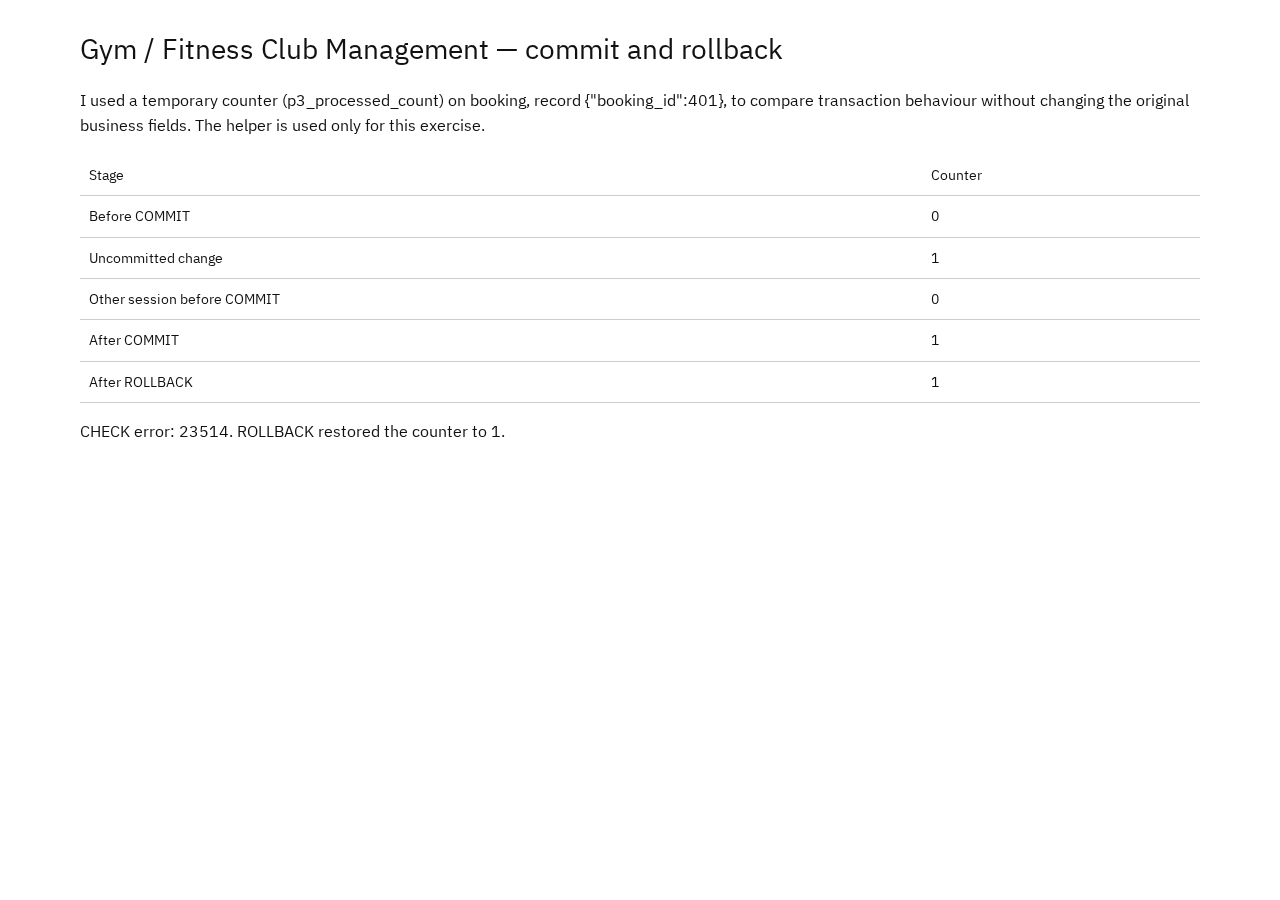 Gym / Fitness Club Management — commit and rollback
I used a temporary counter (p3_processed_count) on booking, record {"booking_id":401}, to compare transaction behaviour without changing the original
business fields. The helper is used only for this exercise.
Stage Counter
Before COMMIT 0
Uncommitted change 1
Other session before COMMIT 0
After COMMIT 1
After ROLLBACK 1
CHECK error: 23514. ROLLBACK restored the counter to 1.